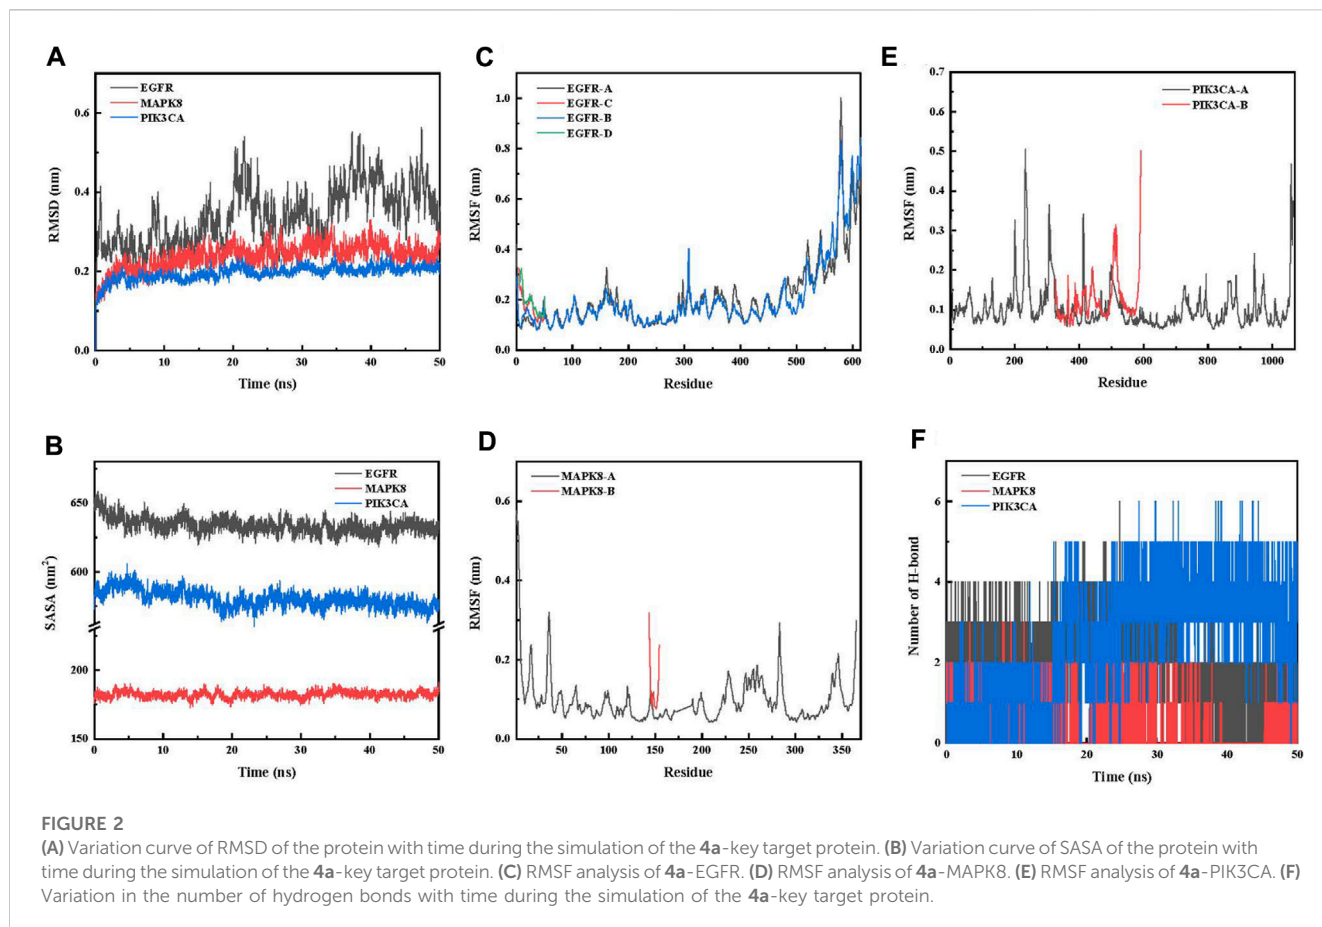 A
EGFR
MAPK8
PIK3CA
0.6
0.4
0.2
0.0
RMSD (nm)
0 10 20 30 40 50
Time (ns)
C
EGFR-A
EGFR-C
EGFR-B
EGFR-D
1.0
0.8
0.6
0.4
0.2
0.0
RMSF (nm)
0 100 200 300 400 500 600
Residue
E
PIK3CA-A
PIK3CA-B
0.7
0.6
0.5
0.4
0.3
0.2
0.1
0.0
RMSF (nm)
0 200 400 600 800 1000
Residue
B
EGFR
MAPK8
PIK3CA
650
600
200
150
SASA (nm²)
0 10 20 30 40 50
Time (ns)
D
MAPK8-A
MAPK8-B
0.6
0.4
0.2
0.0
RMSF (nm)
50 100 150 200 250 300 350
Residue
F
EGFR
MAPK8
PIK3CA
6
4
2
0
Number of H-bond
0 10 20 30 40 50
Time (ns)
FIGURE 2
(A) Variation curve of RMSD of the protein with time during the simulation of the 4a-key target protein. (B) Variation curve of SASA of the protein with
time during the simulation of the 4a-key target protein. (C) RMSF analysis of 4a-EGFR. (D) RMSF analysis of 4a-MAPK8. (E) RMSF analysis of 4a-PIK3CA. (F)
Variation in the number of hydrogen bonds with time during the simulation of the 4a-key target protein.